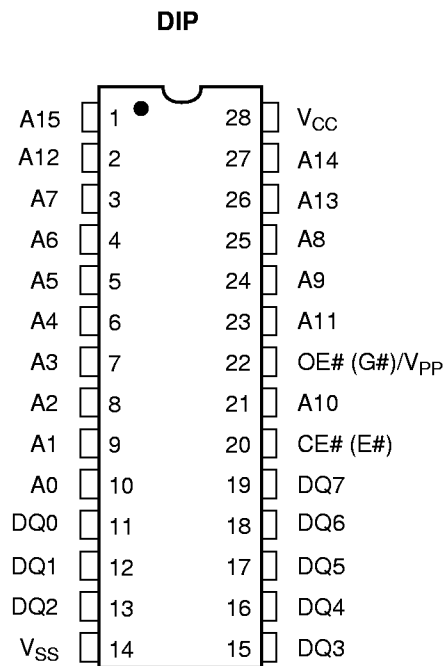 DIP
A15 1 28 VCC
A12 2 27 A14
A7 3 26 A13
A6 4 25 A8
A5 5 24 A9
A4 6 23 A11
A3 7 22 OE# (G#)/VPP
A2 8 21 A10
A1 9 20 CE# (E#)
A0 10 19 DQ7
DQ0 11 18 DQ6
DQ1 12 17 DQ5
DQ2 13 16 DQ4
VSS 14 15 DQ3